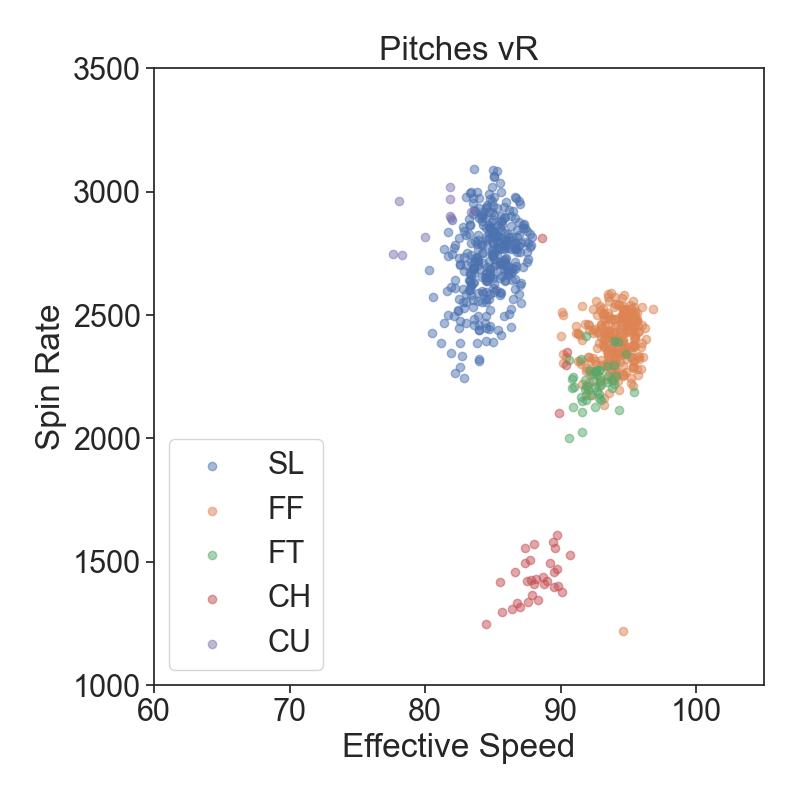 Pitches vR
3500
3000
2500
2000
1500
1000
Spin Rate
SL
FF
FT
CH
CU
60 70 80 90 100
Effective Speed